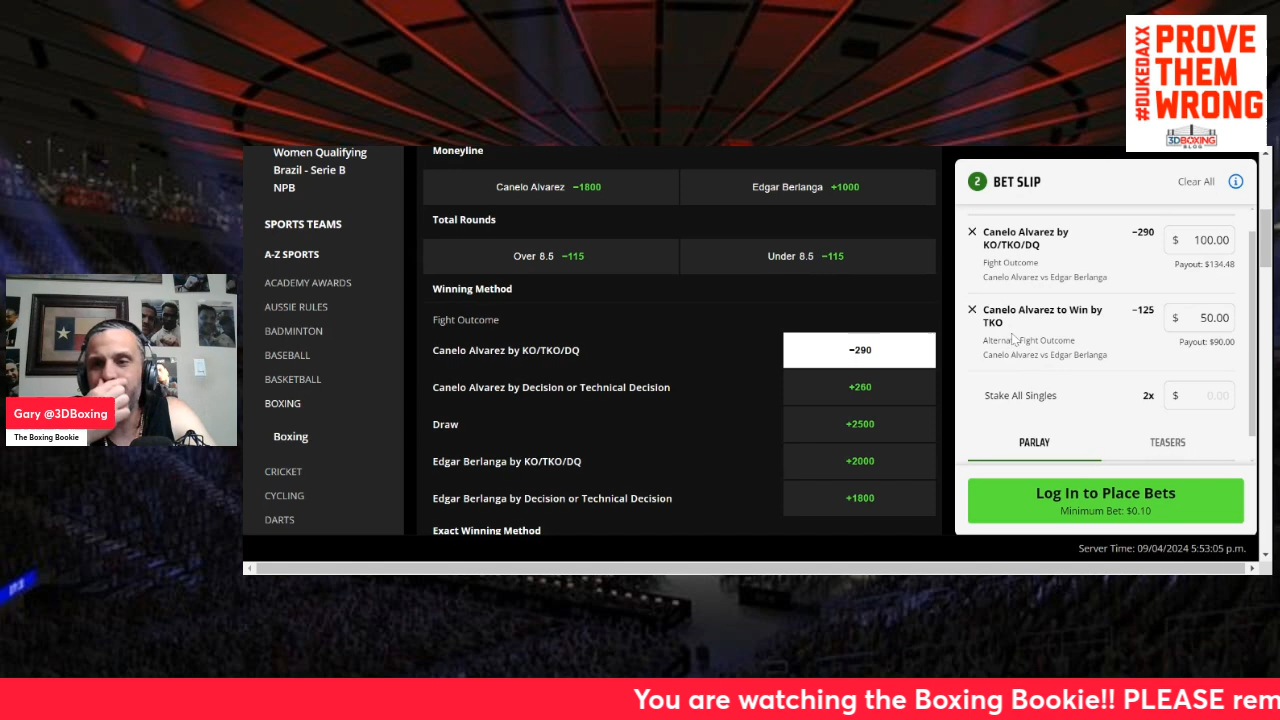 #DUKEDAXX
PROVE
THEM
WRONG
3DBOXING
BLOG
Women Qualifying
Brazil - Serie B
NPB
SPORTS TEAMS
A-Z SPORTS
ACADEMY AWARDS
AUSSIE RULES
BADMINTON
BASEBALL
BASKETBALL
BOXING
Boxing
CRICKET
CYCLING
DARTS
Moneyline
Canelo Alvarez −1800
Edgar Berlanga +1000
Total Rounds
Over 8.5 −115
Under 8.5 −115
Winning Method
Fight Outcome
Canelo Alvarez by KO/TKO/DQ −290
Canelo Alvarez by Decision or Technical Decision +260
Draw +2500
Edgar Berlanga by KO/TKO/DQ +2000
Edgar Berlanga by Decision or Technical Decision +1800
Exact Winning Method
2 BET SLIP Clear All i
Canelo Alvarez by −290 $ 100.00
KO/TKO/DQ
Fight Outcome Payout: $134.48
Canelo Alvarez vs Edgar Berlanga
Canelo Alvarez to Win by −125 $ 50.00
TKO
Fight Outcome Payout: $90.00
Canelo Alvarez vs Edgar Berlanga
Stake All Singles 2x $ 0.00
PARLAY TEASERS
Log In to Place Bets
Minimum Bet: $0.10
Server Time: 09/04/2024 5:53:05 p.m.
Gary @3DBoxing
The Boxing Bookie
You are watching the Boxing Bookie!! PLEASE rem